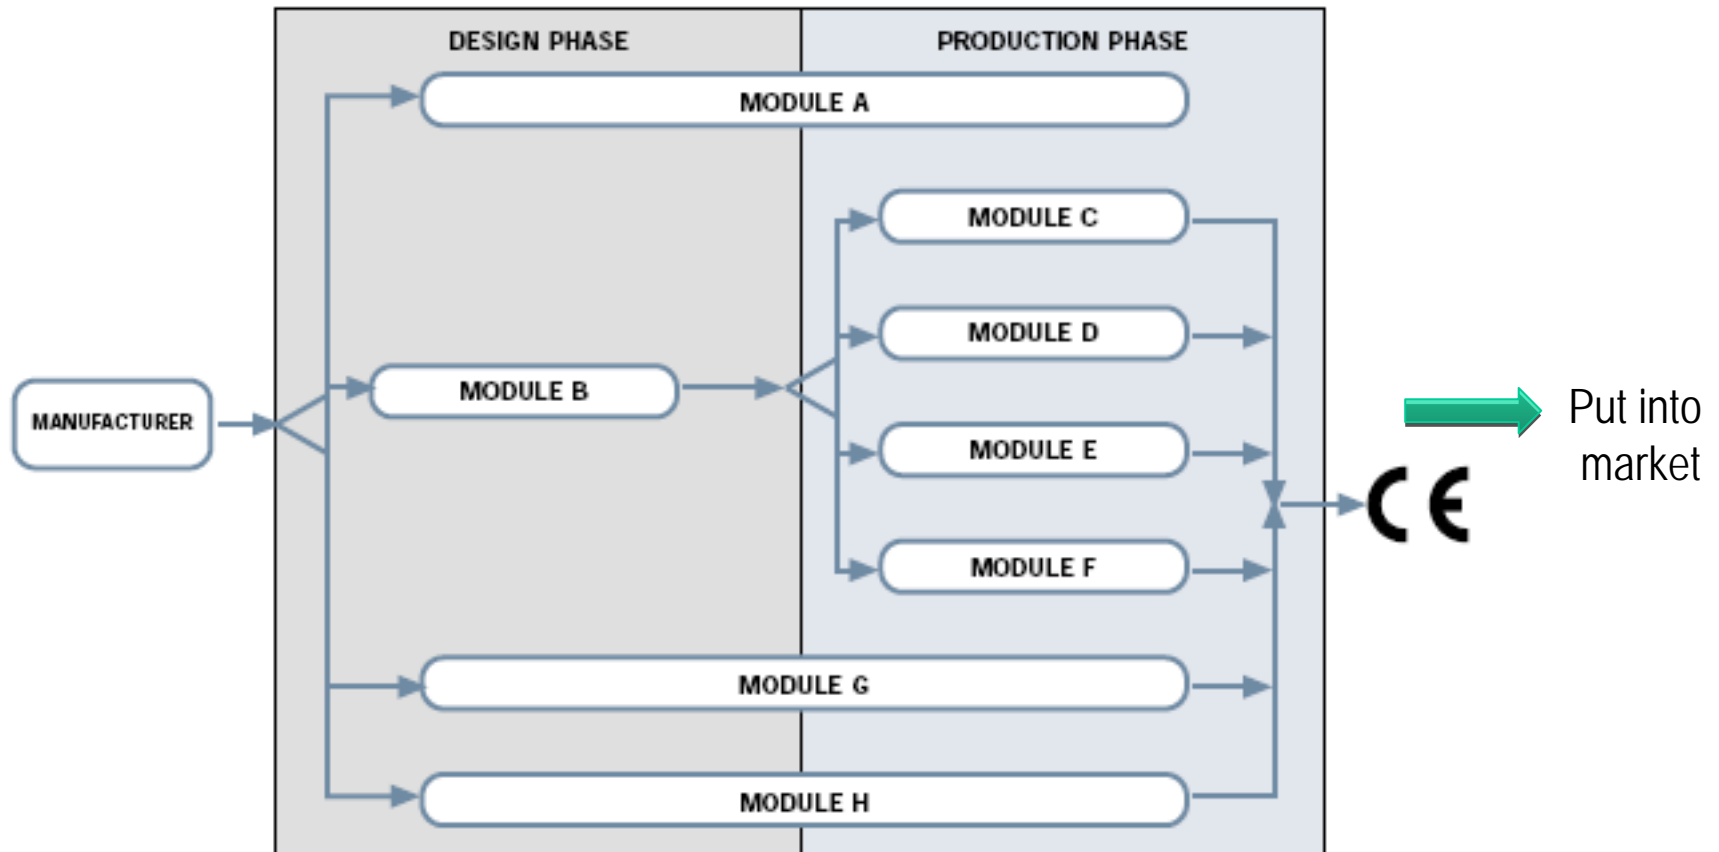 DESIGN PHASE
PRODUCTION PHASE
MODULE A
MODULE C
MODULE D
MODULE B
MANUFACTURER
MODULE E
MODULE F
MODULE G
MODULE H
CE
Put into
market